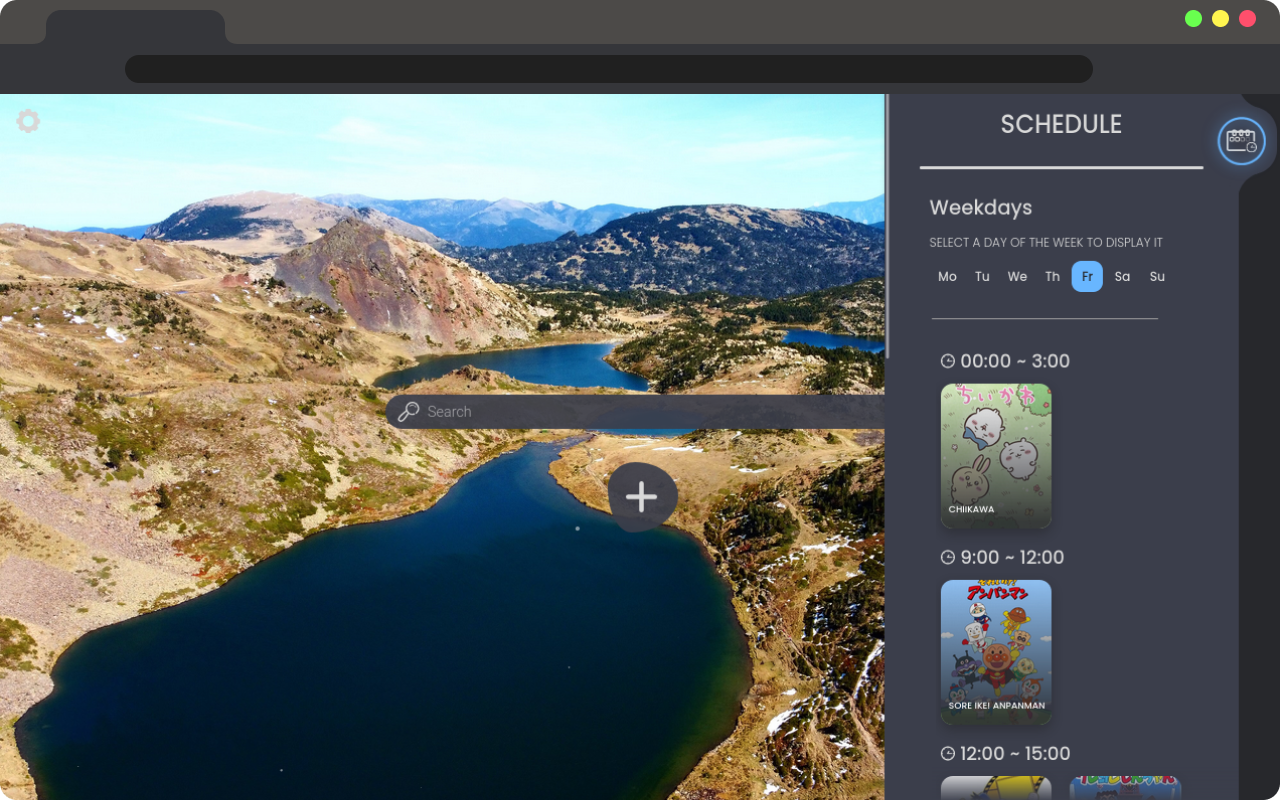 SCHEDULE
Weekdays
SELECT A DAY OF THE WEEK TO DISPLAY IT
Mo Tu We Th Fr Sa Su
00:00 ~ 3:00
ちいかわ
CHIIKAWA
Search
9:00 ~ 12:00
それいけ!
アンパンマン
SORE IKE! ANPANMAN
12:00 ~ 15:00